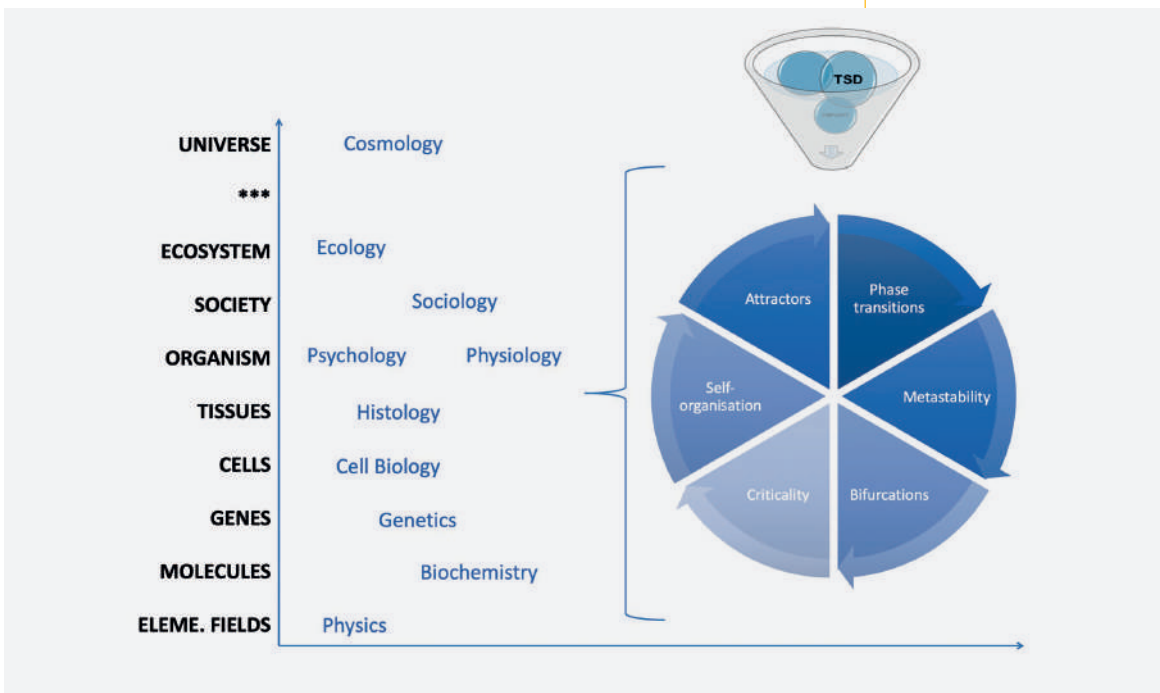 TSD
UNIVERSE
Cosmology
***
ECOSYSTEM
Ecology
SOCIETY
Sociology
ORGANISM
Psychology
Physiology
TISSUES
Histology
CELLS
Cell Biology
GENES
Genetics
MOLECULES
Biochemistry
ELEME. FIELDS
Physics
Attractors
Phase
transitions
Metastability
Bifurcations
Criticality
Self-
organisation